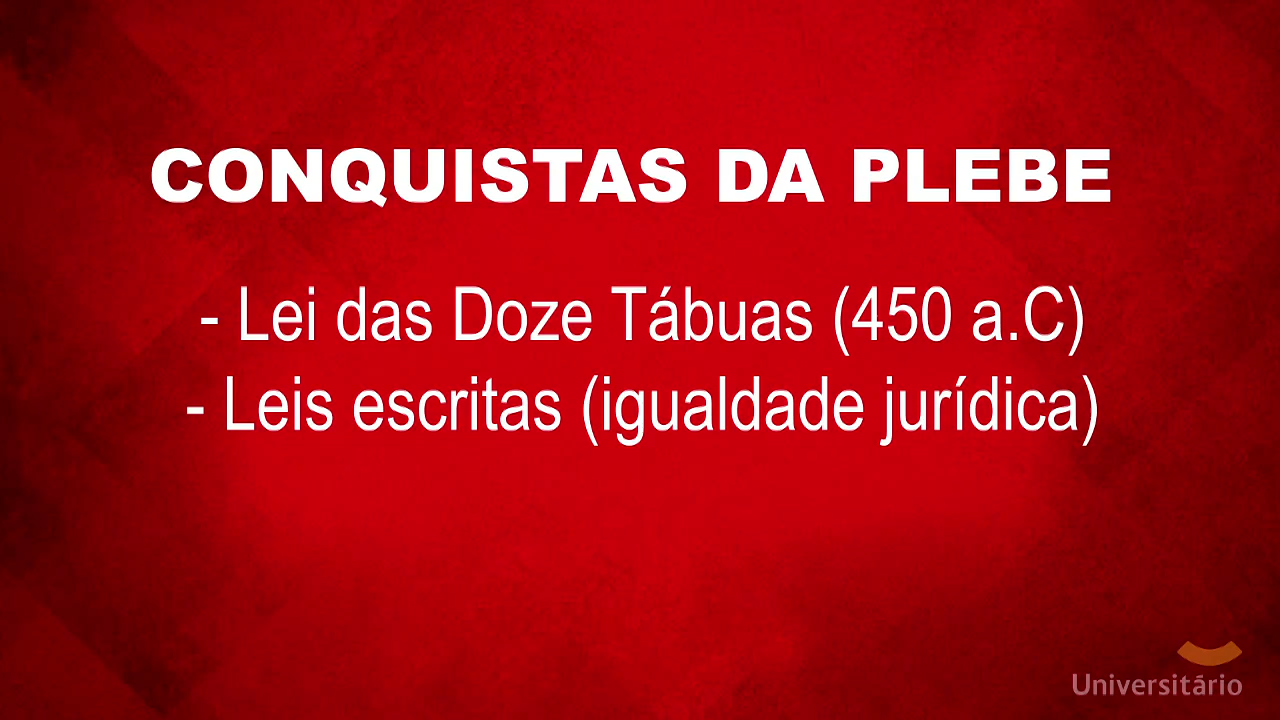 CONQUISTAS DA PLEBE
- Lei das Doze Tábuas (450 a.C)
- Leis escritas (igualdade jurídica)
Universitário